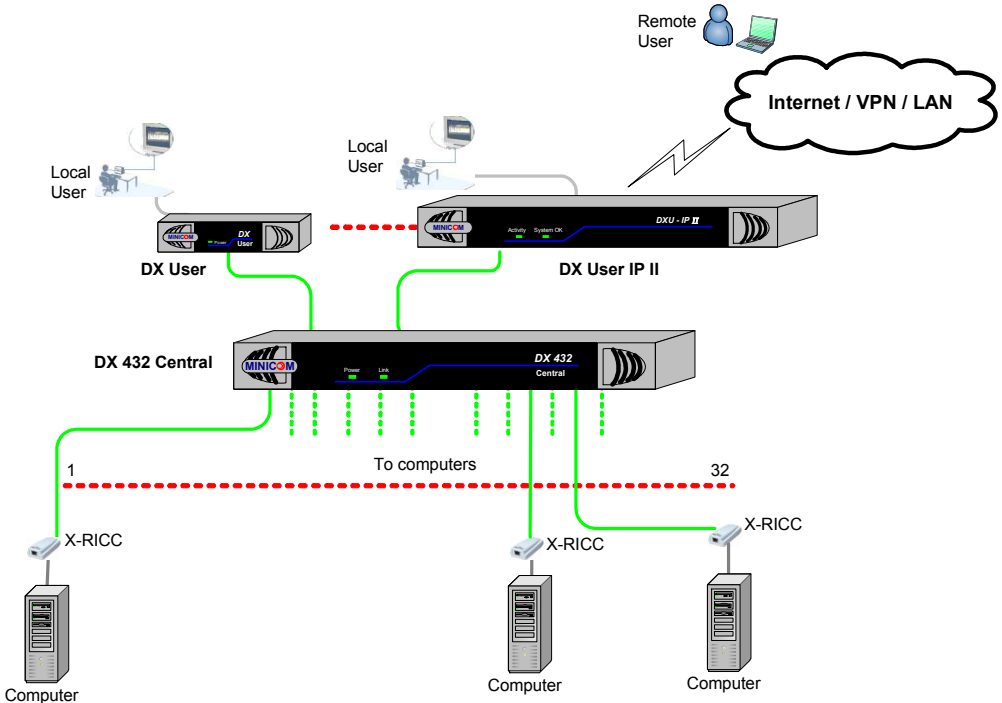 Remote
User
Internet / VPN / LAN
Local
User
Local
User
MINICOM
Power
DX
User
MINICOM
Activity
System OK
DXU - IP II
DX User
DX User IP II
DX 432 Central
MINICOM
Power
Link
DX 432
Central
To computers
1
32
X-RICC
X-RICC
X-RICC
Computer
Computer
Computer